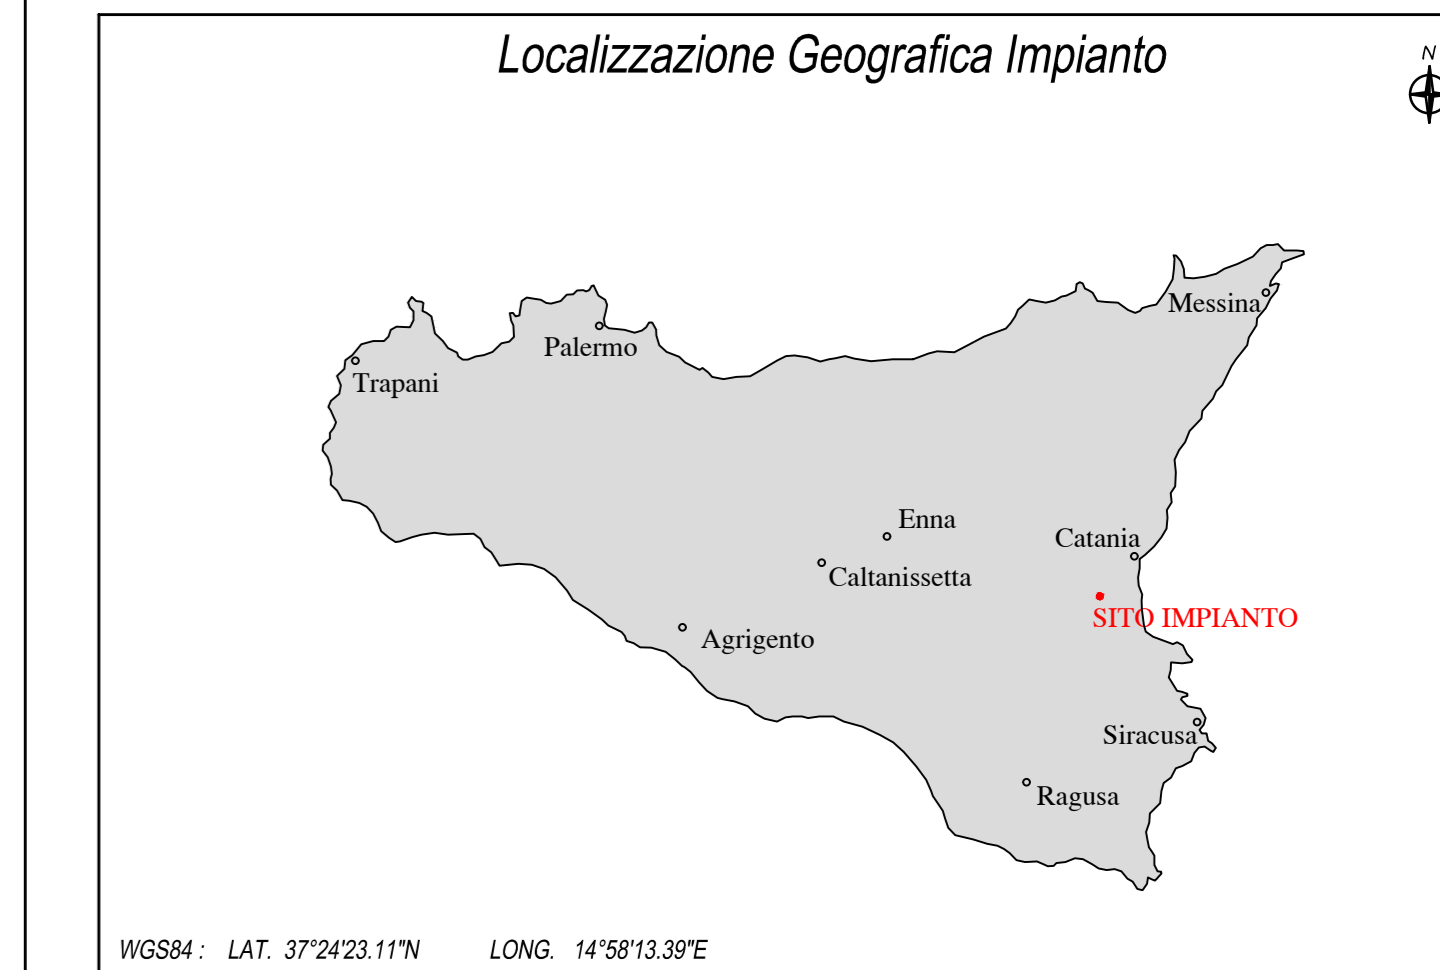 Localizzazione Geografica Impianto
N
Messina
Palermo
Trapani
Enna
Catania
Caltanissetta
SITO IMPIANTO
Agrigento
Siracusa
Ragusa
WGS84 : LAT. 37°24'23.11"N LONG. 14°58'13.39"E